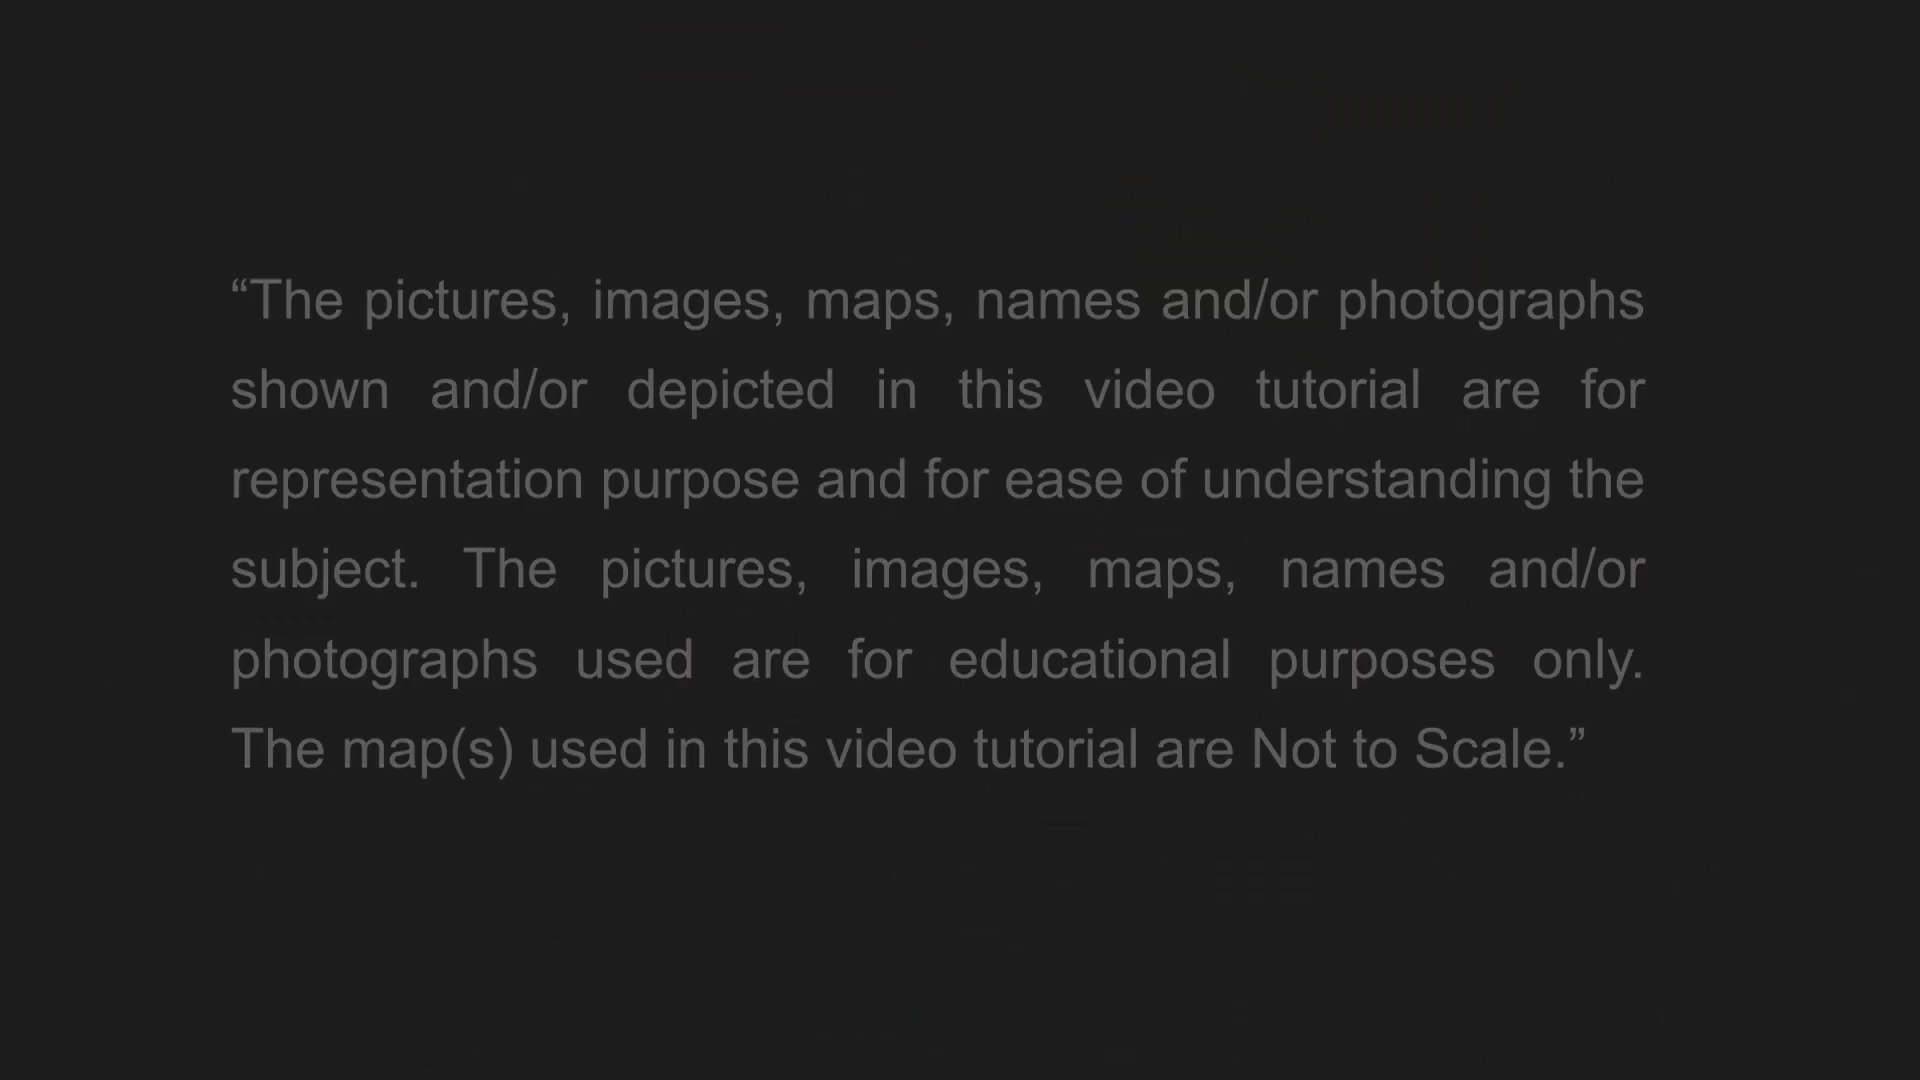 “The pictures, images, maps, names and/or photographs
shown and/or depicted in this video tutorial are for
representation purpose and for ease of understanding the
subject. The pictures, images, maps, names and/or
photographs used are for educational purposes only.
The map(s) used in this video tutorial are Not to Scale.”